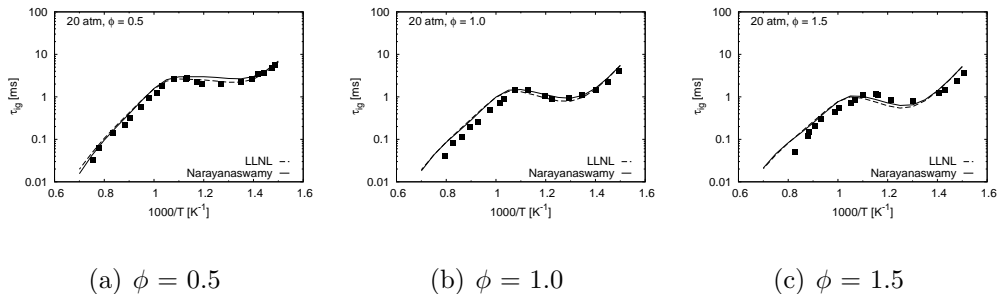 20 atm, ϕ = 0.5
100
10
1
0.1
0.01
τig [ms]
0.6 0.8 1 1.2 1.4 1.6
1000/T [K-1]
LLNL
Narayanaswamy
(a) ϕ = 0.5
20 atm, ϕ = 1.0
100
10
1
0.1
0.01
τig [ms]
0.6 0.8 1 1.2 1.4 1.6
1000/T [K-1]
LLNL
Narayanaswamy
(b) ϕ = 1.0
20 atm, ϕ = 1.5
100
10
1
0.1
0.01
τig [ms]
0.6 0.8 1 1.2 1.4 1.6
1000/T [K-1]
LLNL
Narayanaswamy
(c) ϕ = 1.5